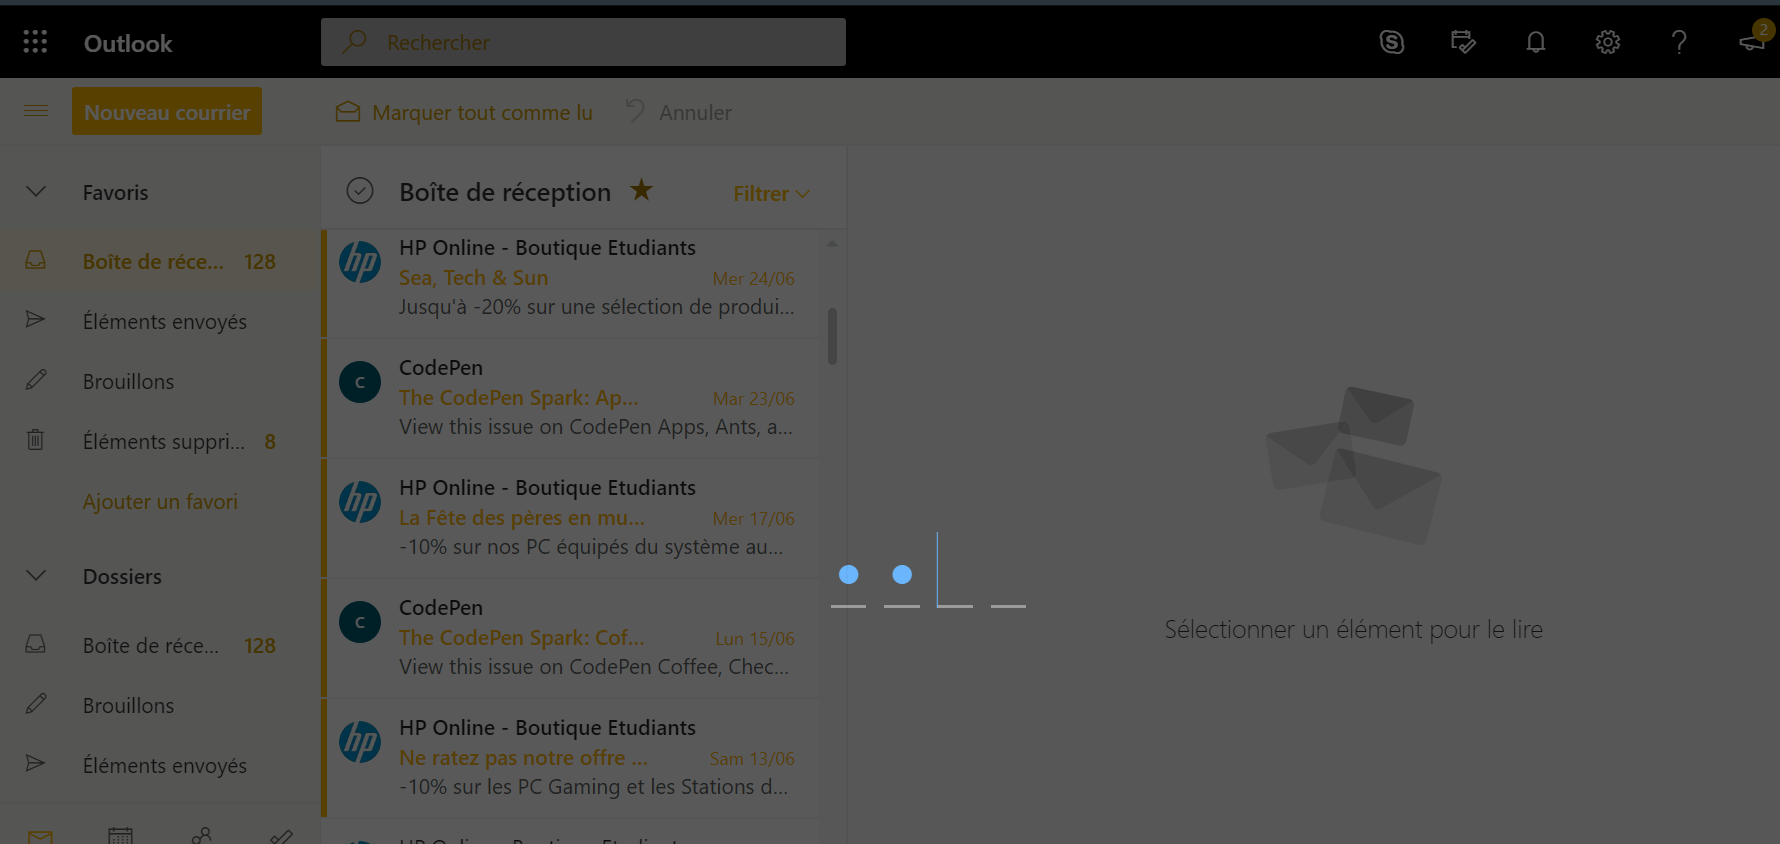 Outlook
Rechercher
2
Nouveau courrier
Marquer tout comme lu
Annuler
Favoris
Boîte de réce... 128
Éléments envoyés
Brouillons
Éléments suppri... 8
Ajouter un favori
Dossiers
Boîte de réce... 128
Brouillons
Éléments envoyés
Boîte de réception
Filtrer
hp
HP Online - Boutique Etudiants
Sea, Tech & Sun Mer 24/06
Jusqu'à -20% sur une sélection de produi...
C
CodePen
The CodePen Spark: Ap... Mar 23/06
View this issue on CodePen Apps, Ants, a...
hp
HP Online - Boutique Etudiants
La Fête des pères en mu... Mer 17/06
-10% sur nos PC équipés du système au...
C
CodePen
The CodePen Spark: Cof... Lun 15/06
View this issue on CodePen Coffee, Chec...
hp
HP Online - Boutique Etudiants
Ne ratez pas notre offre ... Sam 13/06
-10% sur les PC Gaming et les Stations d...
Sélectionner un élément pour le lire